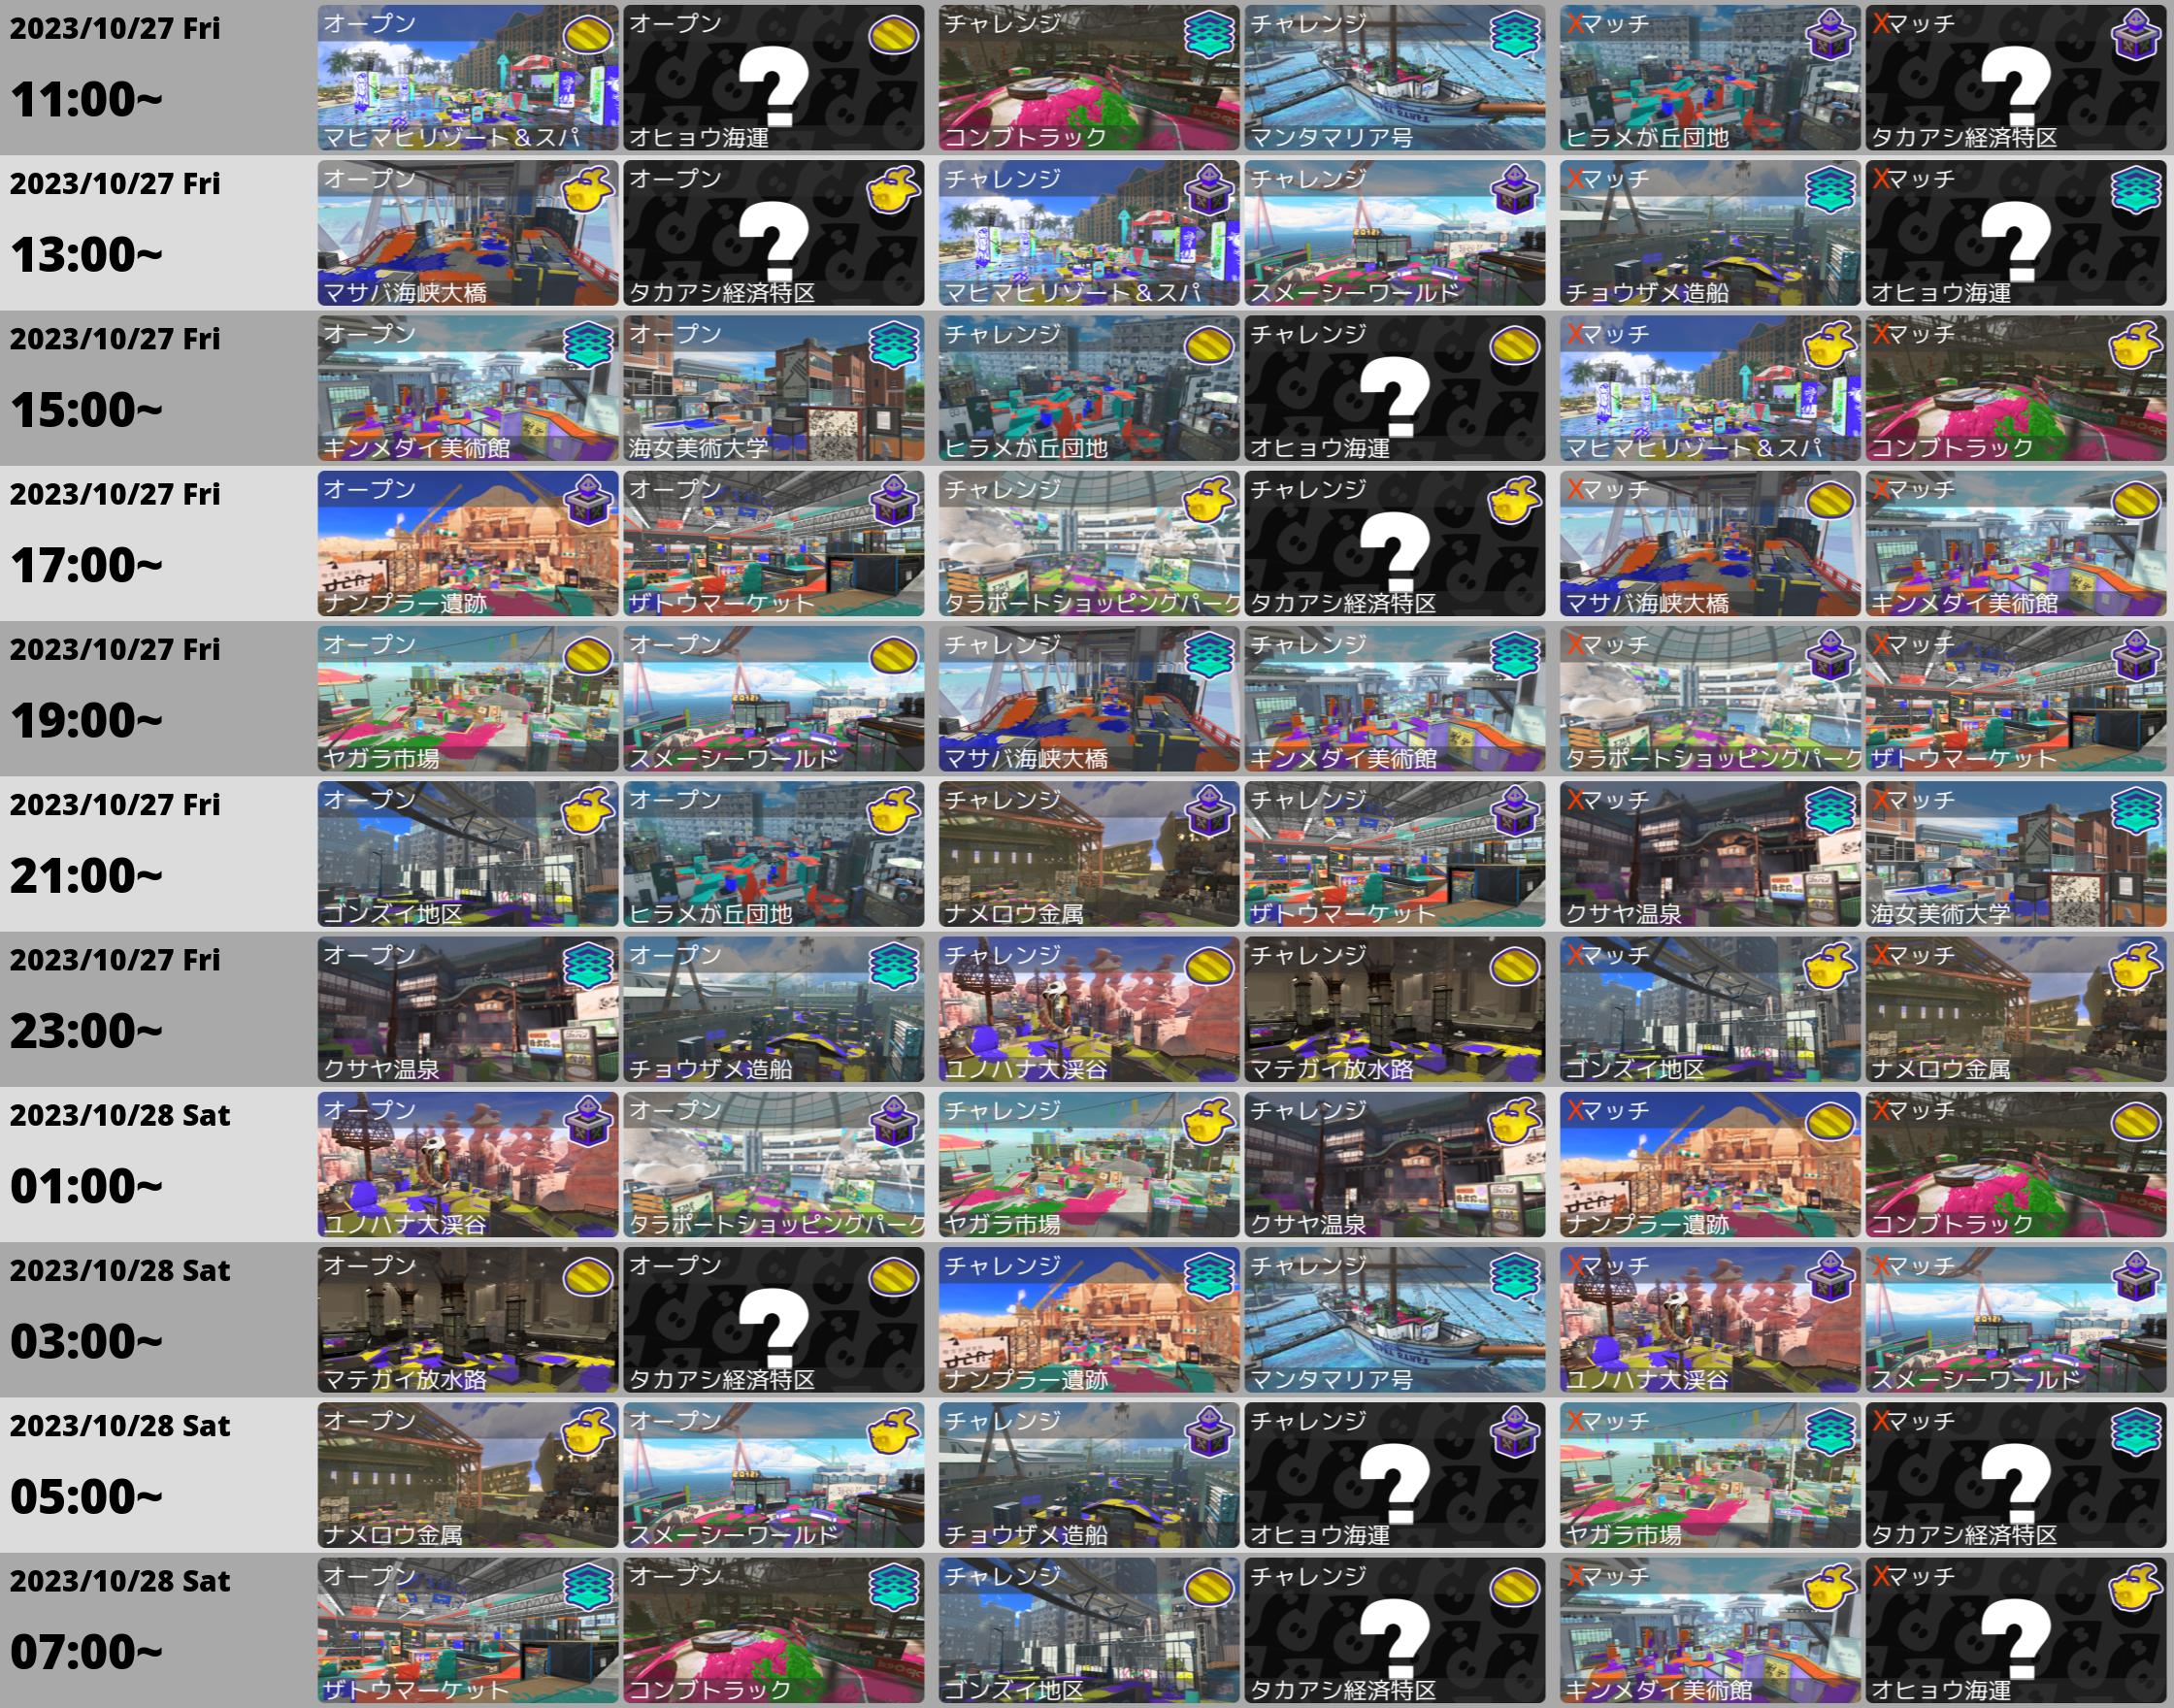 2023/10/27 Fri
11:00~
オープン
マヒマヒリゾート＆スパ
オープン
オヒョウ海運
チャレンジ
コンブトラック
チャレンジ
マンタマリア号
Xマッチ
ヒラメが丘団地
Xマッチ
タカアシ経済特区
2023/10/27 Fri
13:00~
オープン
マサバ海峡大橋
オープン
タカアシ経済特区
チャレンジ
マヒマヒリゾート＆スパ
チャレンジ
スメーシーワールド
Xマッチ
チョウザメ造船
Xマッチ
オヒョウ海運
2023/10/27 Fri
15:00~
オープン
キンメダイ美術館
オープン
海女美術大学
チャレンジ
ヒラメが丘団地
チャレンジ
オヒョウ海運
Xマッチ
マヒマヒリゾート＆スパ
Xマッチ
コンブトラック
2023/10/27 Fri
17:00~
オープン
ナンプラー遺跡
オープン
ザトウマーケット
チャレンジ
タラポートショッピングパーク
チャレンジ
タカアシ経済特区
Xマッチ
マサバ海峡大橋
Xマッチ
キンメダイ美術館
2023/10/27 Fri
19:00~
オープン
ヤガラ市場
オープン
スメーシーワールド
チャレンジ
マサバ海峡大橋
チャレンジ
キンメダイ美術館
Xマッチ
タラポートショッピングパーク
Xマッチ
ザトウマーケット
2023/10/27 Fri
21:00~
オープン
ゴンズイ地区
オープン
ヒラメが丘団地
チャレンジ
ナメロウ金属
チャレンジ
ザトウマーケット
Xマッチ
クサヤ温泉
Xマッチ
海女美術大学
2023/10/27 Fri
23:00~
オープン
クサヤ温泉
オープン
チョウザメ造船
チャレンジ
ユノハナ大渓谷
チャレンジ
マテガイ放水路
Xマッチ
ゴンズイ地区
Xマッチ
ナメロウ金属
2023/10/28 Sat
01:00~
オープン
ユノハナ大渓谷
オープン
タラポートショッピングパーク
チャレンジ
ヤガラ市場
チャレンジ
クサヤ温泉
Xマッチ
ナンプラー遺跡
Xマッチ
コンブトラック
2023/10/28 Sat
03:00~
オープン
マテガイ放水路
オープン
タカアシ経済特区
チャレンジ
ナンプラー遺跡
チャレンジ
マンタマリア号
Xマッチ
ユノハナ大渓谷
Xマッチ
スメーシーワールド
2023/10/28 Sat
05:00~
オープン
ナメロウ金属
オープン
スメーシーワールド
チャレンジ
チョウザメ造船
チャレンジ
オヒョウ海運
Xマッチ
ヤガラ市場
Xマッチ
タカアシ経済特区
2023/10/28 Sat
07:00~
オープン
ザトウマーケット
オープン
コンブトラック
チャレンジ
ゴンズイ地区
チャレンジ
タカアシ経済特区
Xマッチ
キンメダイ美術館
Xマッチ
オヒョウ海運